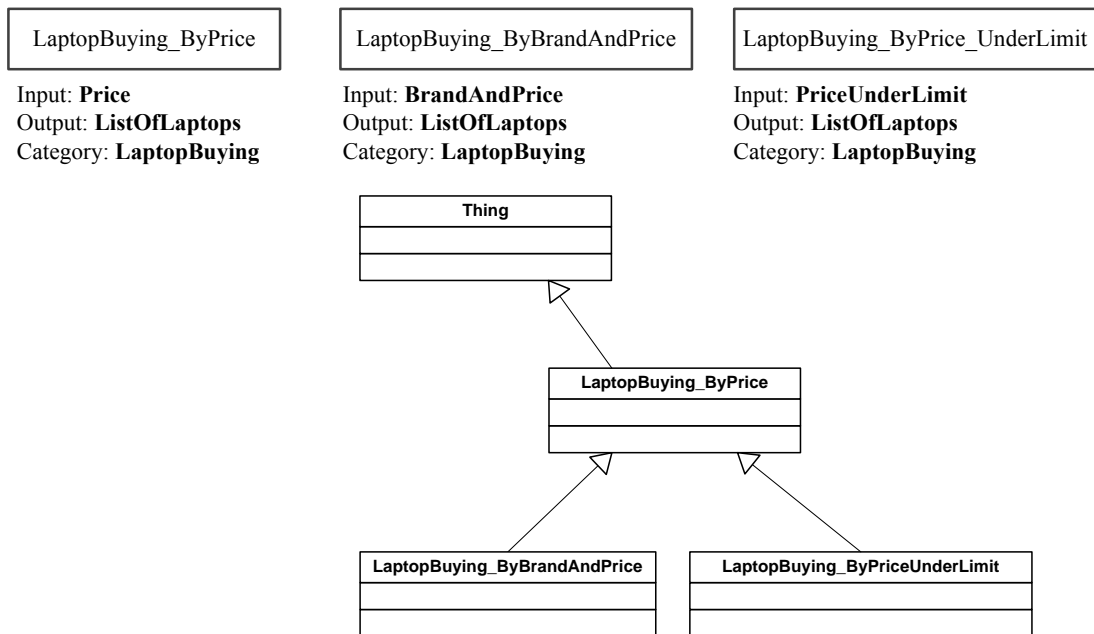 LaptopBuying_ByPrice
LaptopBuying_ByBrandAndPrice
LaptopBuying_ByPrice_UnderLimit
Input: Price
Output: ListOfLaptops
Category: LaptopBuying
Input: BrandAndPrice
Output: ListOfLaptops
Category: LaptopBuying
Input: PriceUnderLimit
Output: ListOfLaptops
Category: LaptopBuying
Thing
LaptopBuying_ByPrice
LaptopBuying_ByBrandAndPrice
LaptopBuying_ByPriceUnderLimit